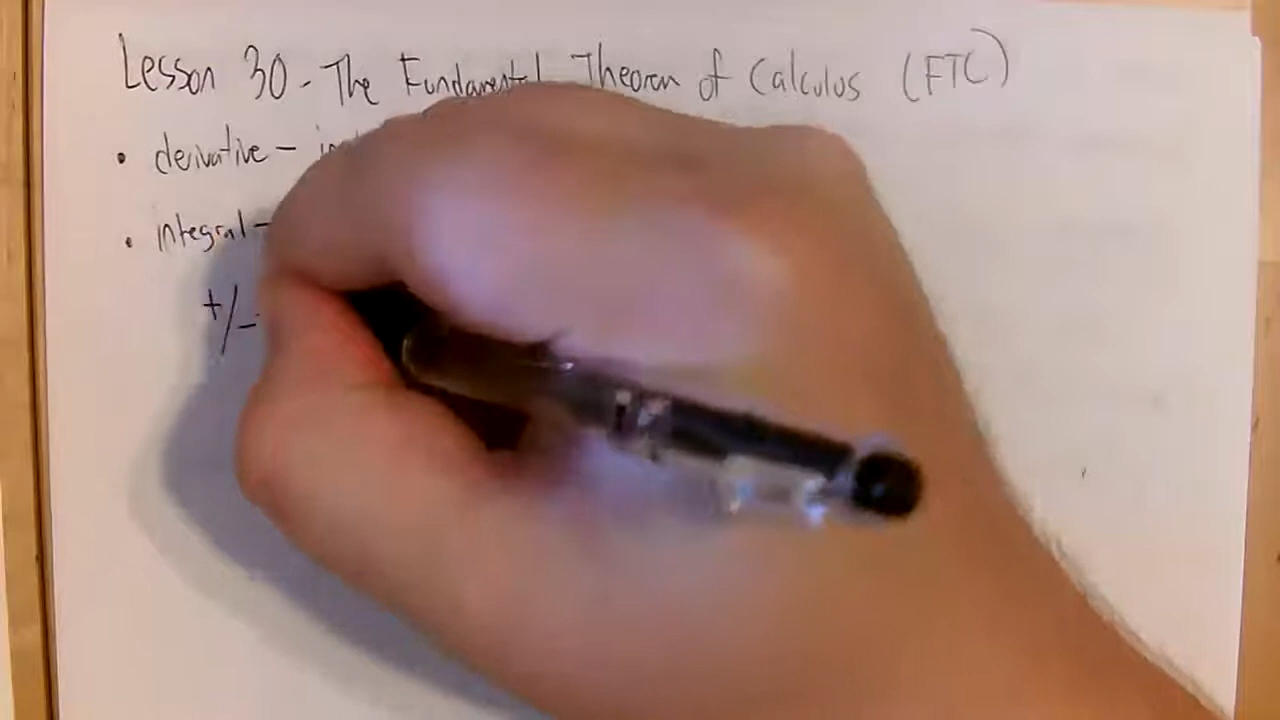 Lesson 30 - The Fundamental Theorem of Calculus (FTC)
• derivative -
• integral -
+/-